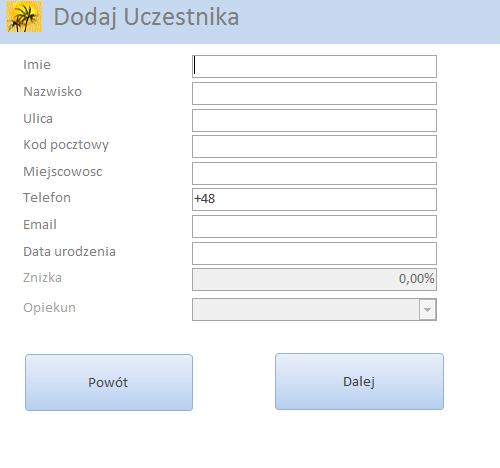 Dodaj Uczestnika
Imie
Nazwisko
Ulica
Kod pocztowy
Miejscowosc
Telefon +48
Email
Data urodzenia
Znizka 0,00%
Opiekun
Powót Dalej